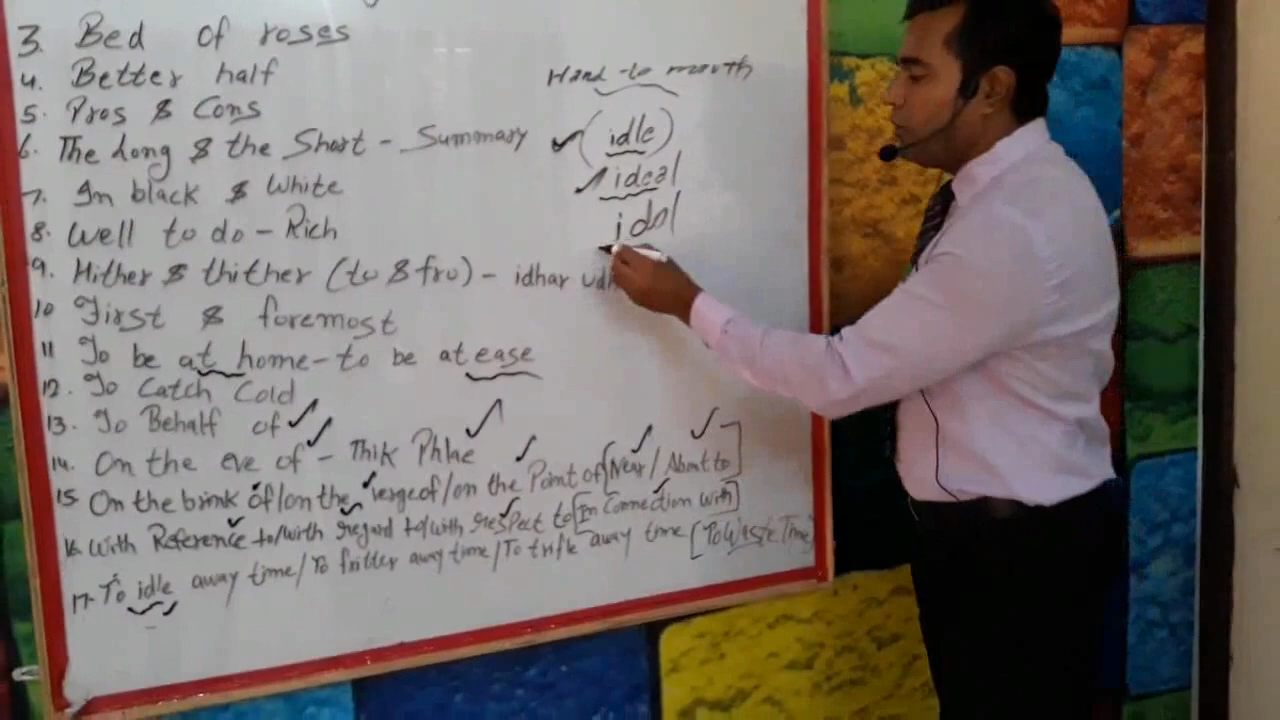 3. Bed of roses
4. Better half
5. Pros & Cons
6. The Long & the Short - Summary
7. In black & White
8. Well to do - Rich
9. Hither & thither (to & fro) - idhar udh
10 First & foremost
11 To be at home - to be at ease
12. To Catch Cold
13. To Behalf of
14. On the eve of - Thik Phle
15 On the brink of/on the verge of/on the Point of [Near/About to]
16. With Reference to/with regard to/with respect to [In Connection with]
17. To idle away time/To fritter away time/To trifle away time [To Waste Time]
Hand-to mouth
(idle)
ideal
idol